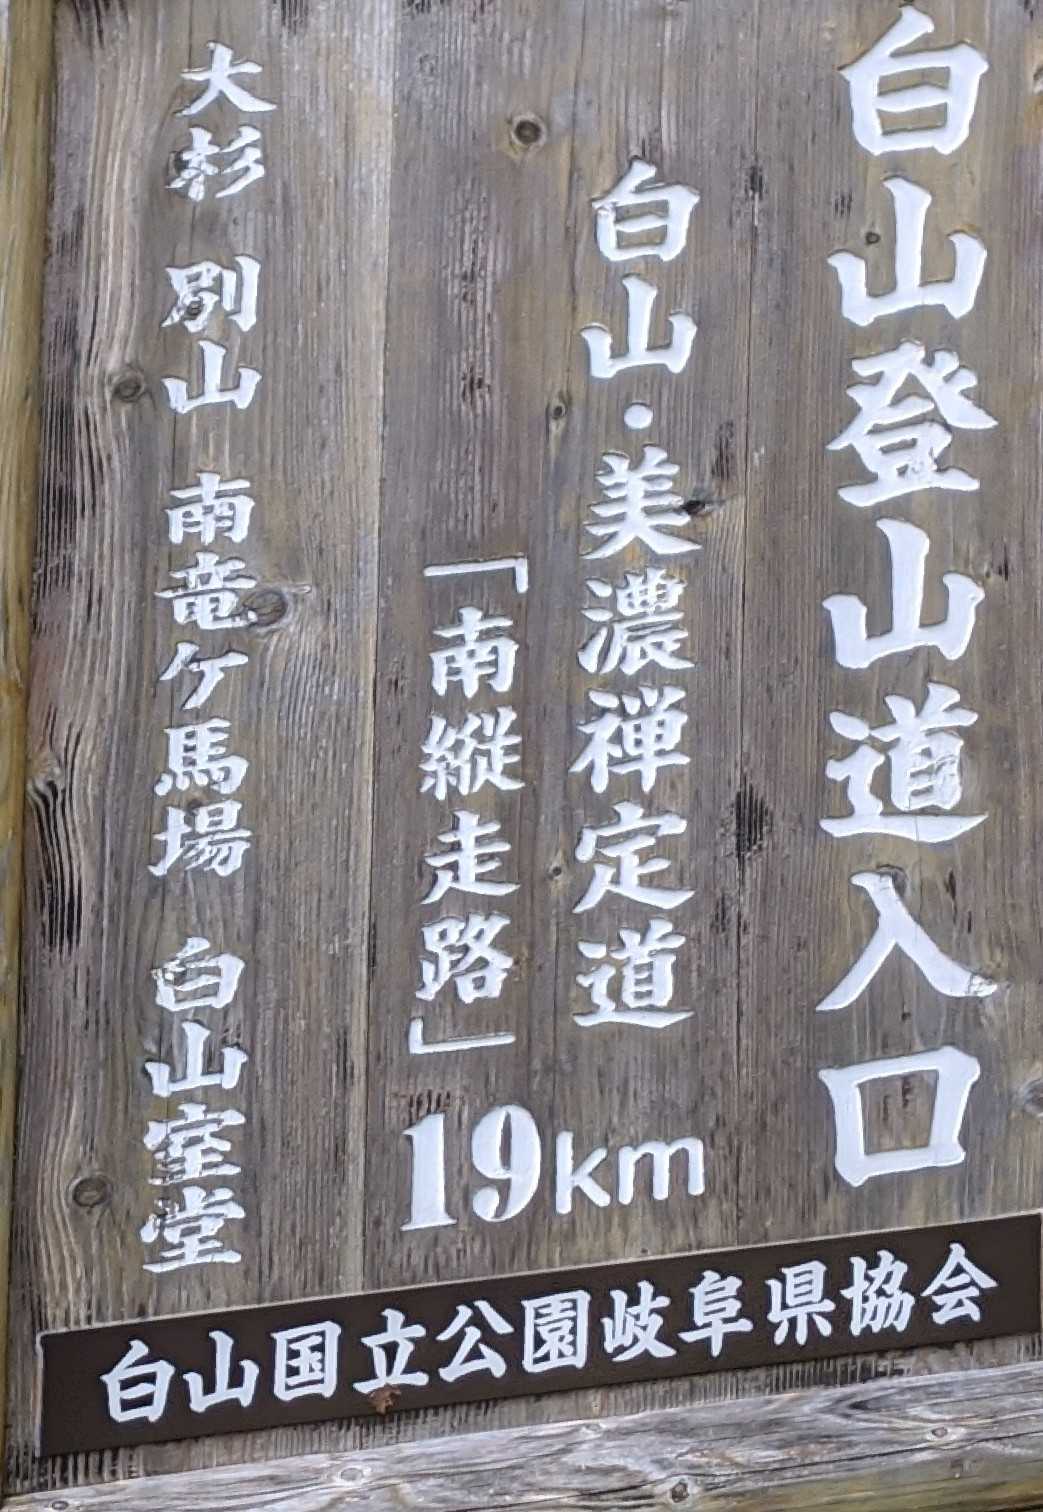 白山登山道入口
白山・美濃禅定道
「南縦走路」
19km
大杉 別山 南竜ケ馬場 白山室堂
白山国立公園岐阜県協会